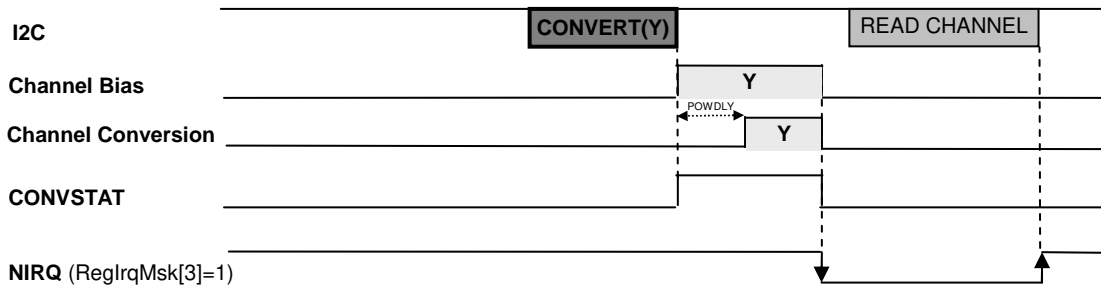 I2C CONVERT(Y) READ CHANNEL
Channel Bias Y
POWDLY
Channel Conversion Y
CONVSTAT
NIRQ (RegIrqMsk[3]=1)